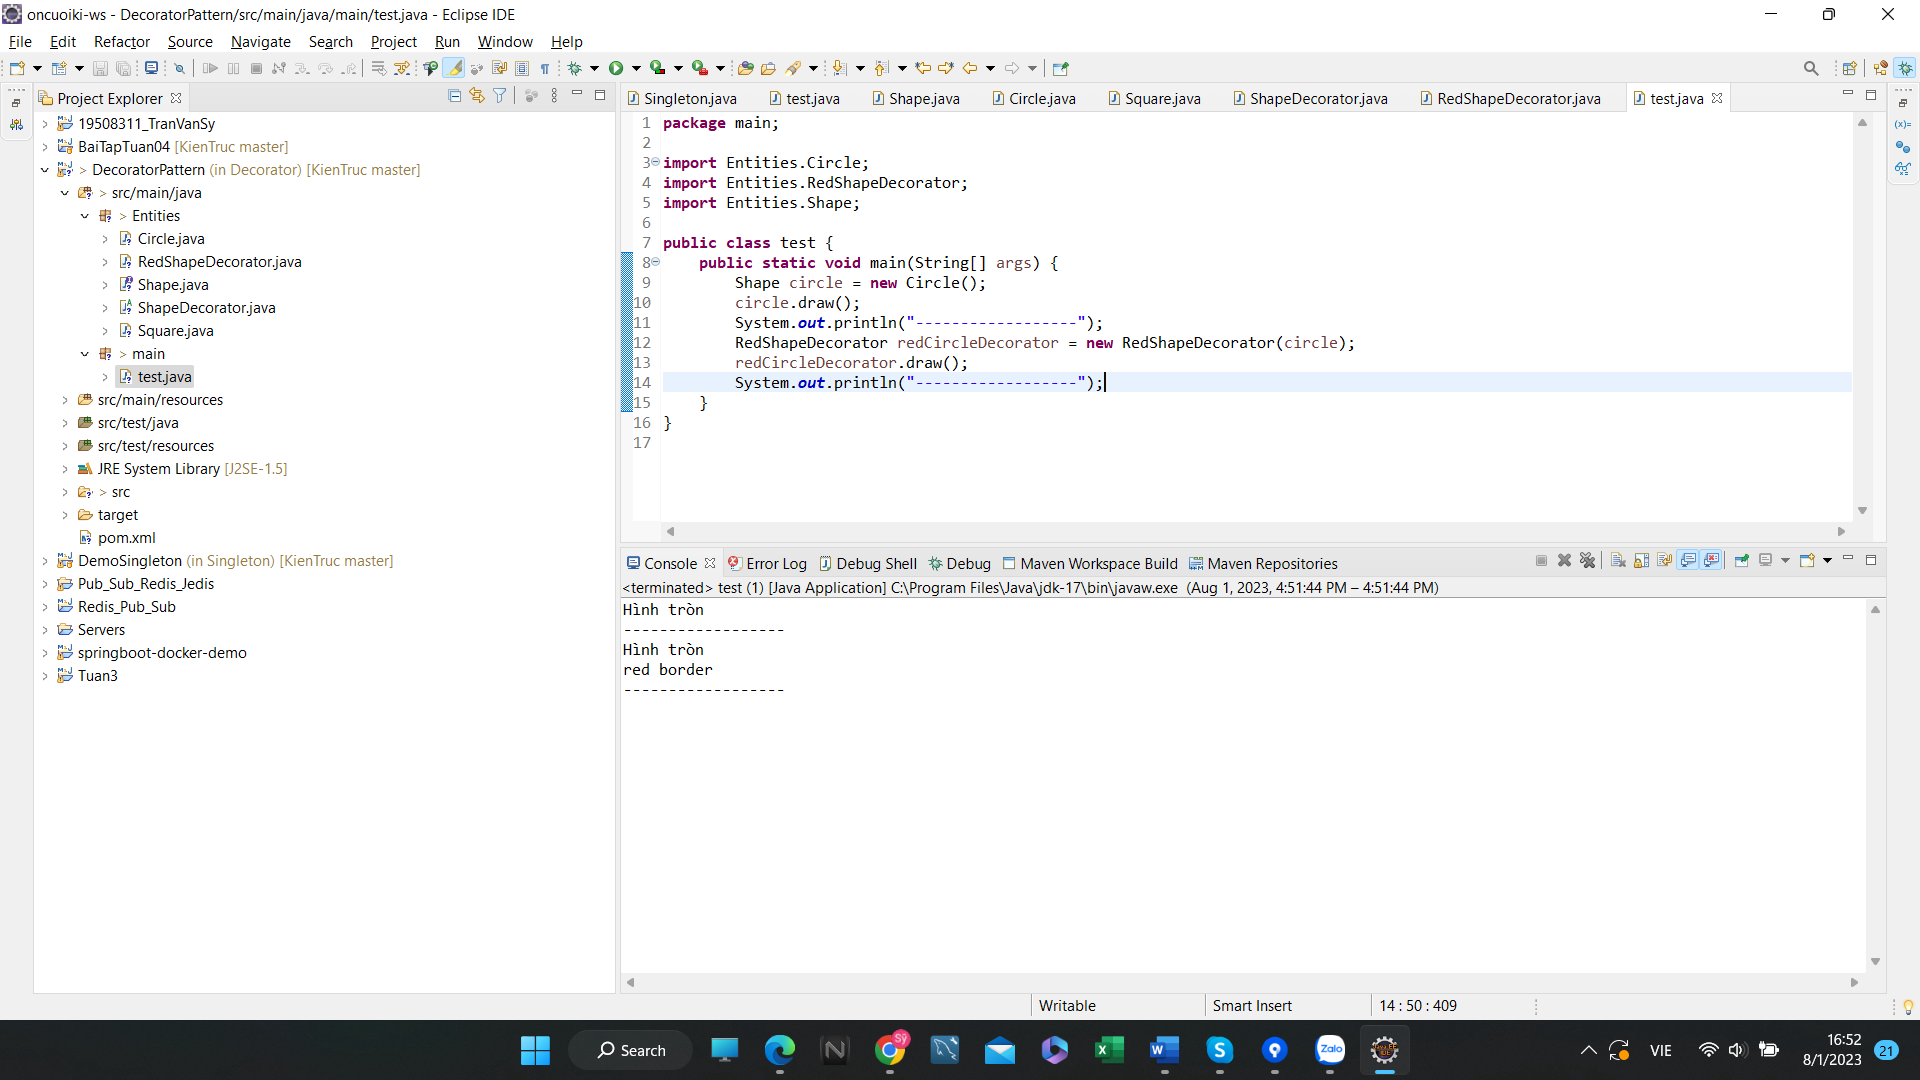 oncuoiki-ws - DecoratorPattern/src/main/java/main/test.java - Eclipse IDE
File Edit Refactor Source Navigate Search Project Run Window Help
Project Explorer
19508311_TranVanSy
BaiTapTuan04 [KienTruc master]
> DecoratorPattern (in Decorator) [KienTruc master]
> src/main/java
> Entities
Circle.java
RedShapeDecorator.java
Shape.java
ShapeDecorator.java
Square.java
> main
test.java
src/main/resources
src/test/java
src/test/resources
JRE System Library [J2SE-1.5]
> src
target
pom.xml
DemoSingleton (in Singleton) [KienTruc master]
Pub_Sub_Redis_Jedis
Redis_Pub_Sub
Servers
springboot-docker-demo
Tuan3
Singleton.java test.java Shape.java Circle.java Square.java ShapeDecorator.java RedShapeDecorator.java test.java
1 package main;
2
3 import Entities.Circle;
4 import Entities.RedShapeDecorator;
5 import Entities.Shape;
6
7 public class test {
8 public static void main(String[] args) {
9 Shape circle = new Circle();
10 circle.draw();
11 System.out.println("------------------");
12 RedShapeDecorator redCircleDecorator = new RedShapeDecorator(circle);
13 redCircleDecorator.draw();
14 System.out.println("------------------");
15 }
16 }
17
Console Error Log Debug Shell Debug Maven Workspace Build Maven Repositories
<terminated> test (1) [Java Application] C:\Program Files\Java\jdk-17\bin\javaw.exe (Aug 1, 2023, 4:51:44 PM – 4:51:44 PM)
Hình tròn
------------------
Hình tròn
red border
------------------
Writable Smart Insert 14 : 50 : 409
Search
Sỹ
Zalo
VIE
16:52
8/1/2023
21